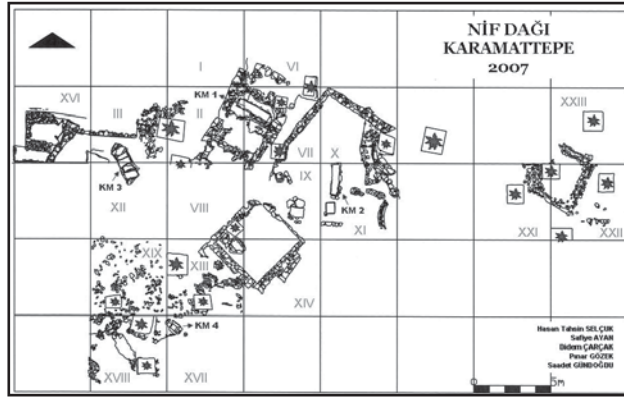 NİF DAĞI
KARAMATTEPE
2007
I
VI
KM 1
XVI
III
II
XXIII
VII
X
KM 3
IX
XII
VIII
KM 2
XI
XXI
XXII
XIX
XIII
XIV
KM 4
XVIII
XVII
Hasan Tahsin SELÇUK
Safiye AYAN
Didem ÇARÇAK
Pınar GÖZEK
Saadet GÜNDOĞDU
0
5m